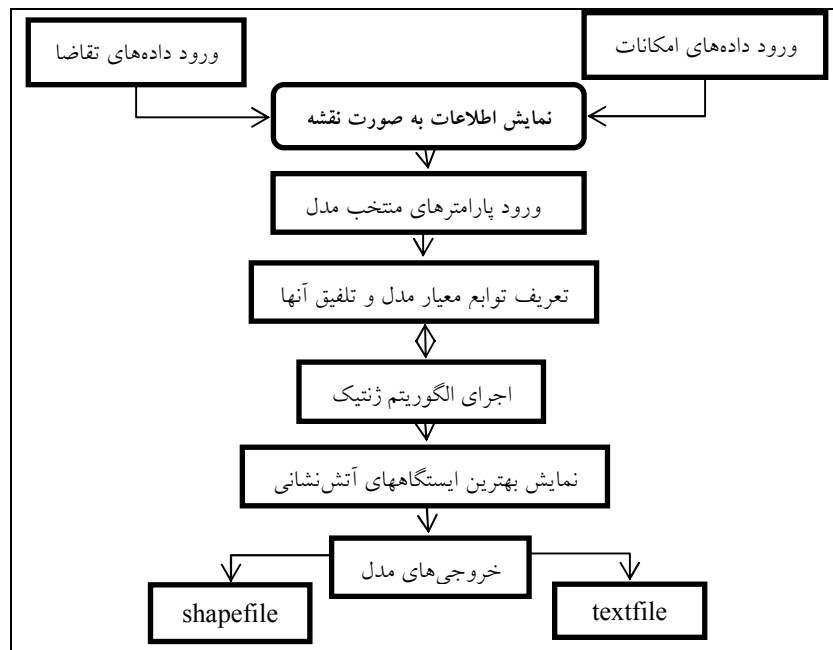 ورود داده‌های امکانات
ورود داده‌های تقاضا
نمایش اطلاعات به صورت نقشه
ورود پارامترهای منتخب مدل
تعریف توابع معیار مدل و تلفیق آنها
اجرای الگوریتم ژنتیک
نمایش بهترین ایستگاههای آتش‌نشانی
خروجی‌های مدل
textfile
shapefile